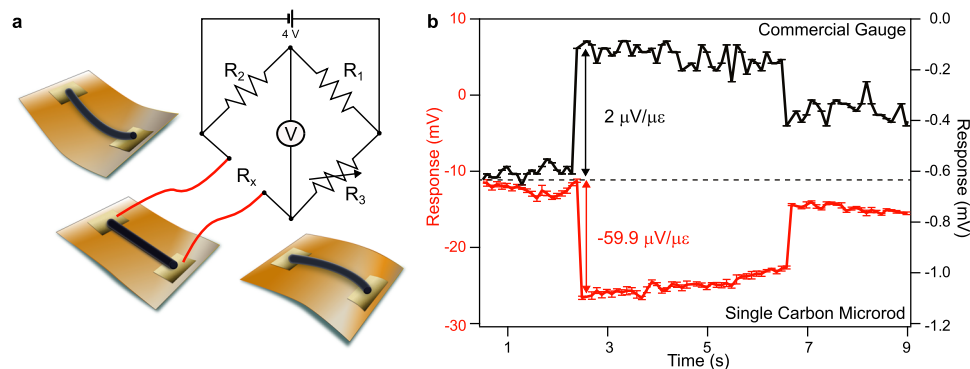 a
4 V
R2
R1
V
Rx
R3
b
10
0
-10
-20
-30
Response (mV)
Commercial Gauge
2 μV/με
-59.9 μV/με
Single Carbon Microrod
0.0
-0.2
-0.4
-0.6
-0.8
-1.0
-1.2
Response (mV)
1 3 5 7 9
Time (s)